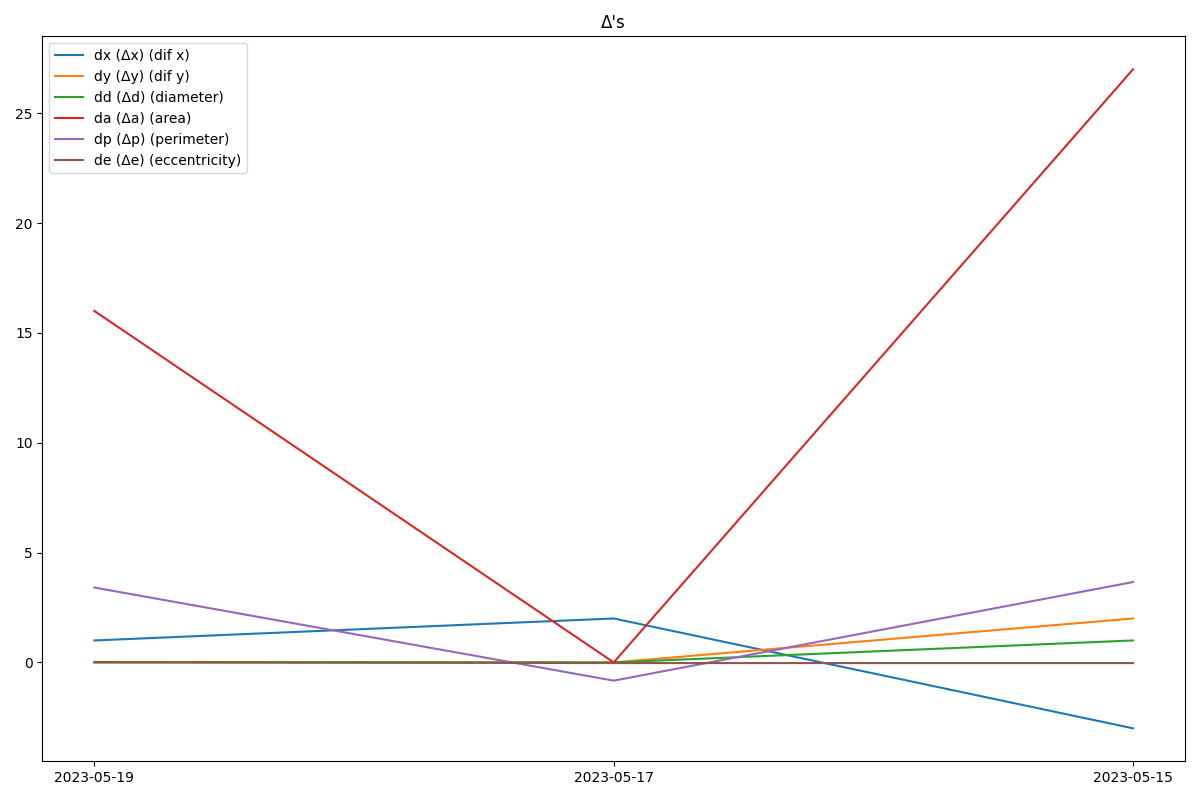 Δ's
dx (Δx) (dif x)
dy (Δy) (dif y)
dd (Δd) (diameter)
da (Δa) (area)
dp (Δp) (perimeter)
de (Δe) (eccentricity)
25
20
15
10
5
0
2023-05-19 2023-05-17 2023-05-15